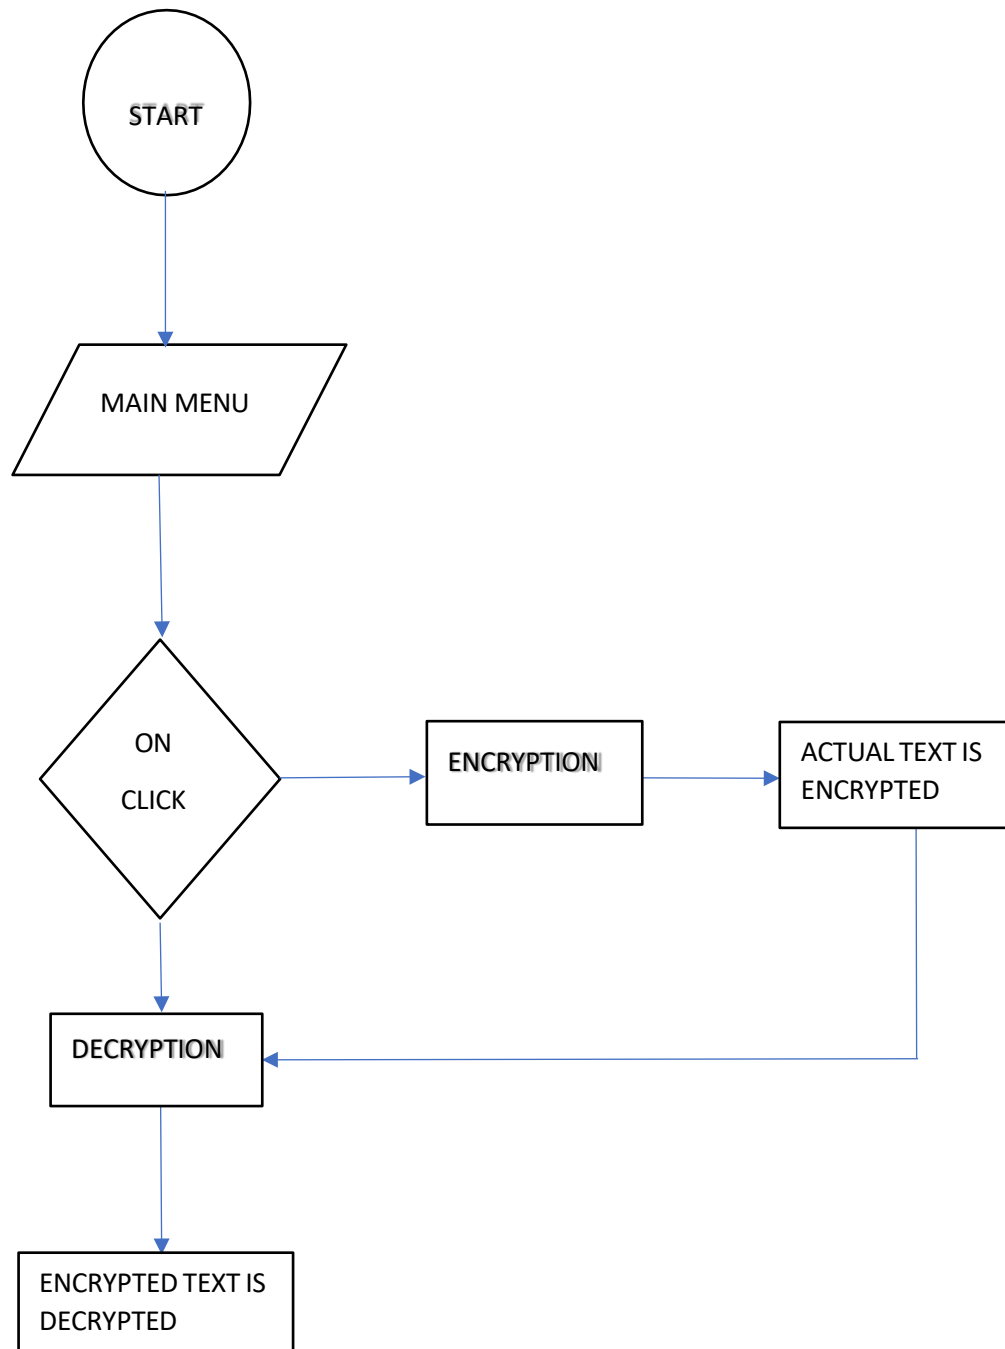 START
MAIN MENU
ON
CLICK
ENCRYPTION
ACTUAL TEXT IS
ENCRYPTED
DECRYPTION
ENCRYPTED TEXT IS
DECRYPTED